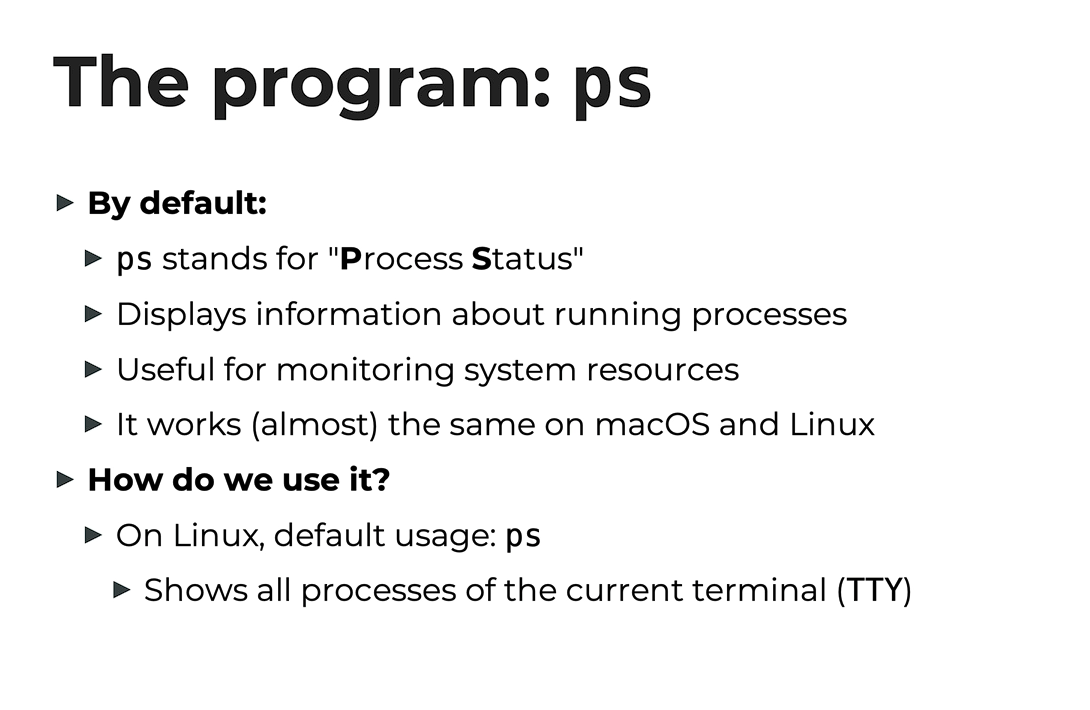 The program: ps
► By default:
► ps stands for "Process Status"
► Displays information about running processes
► Useful for monitoring system resources
► It works (almost) the same on macOS and Linux
► How do we use it?
► On Linux, default usage: ps
► Shows all processes of the current terminal (TTY)